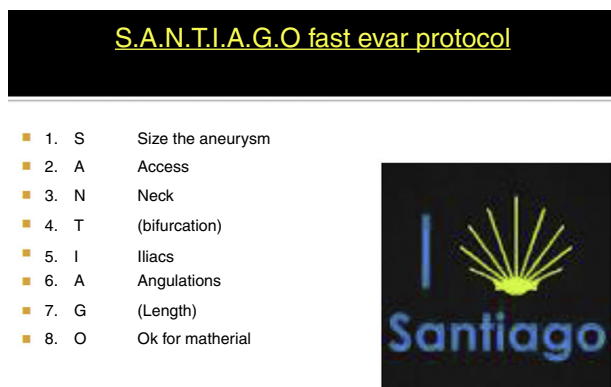 S.A.N.T.I.A.G.O fast evar protocol
1. S Size the aneurysm
2. A Access
3. N Neck
4. T (bifurcation)
5. I Iliacs
6. A Angulations
7. G (Length)
8. O Ok for matherial
I
Santiago